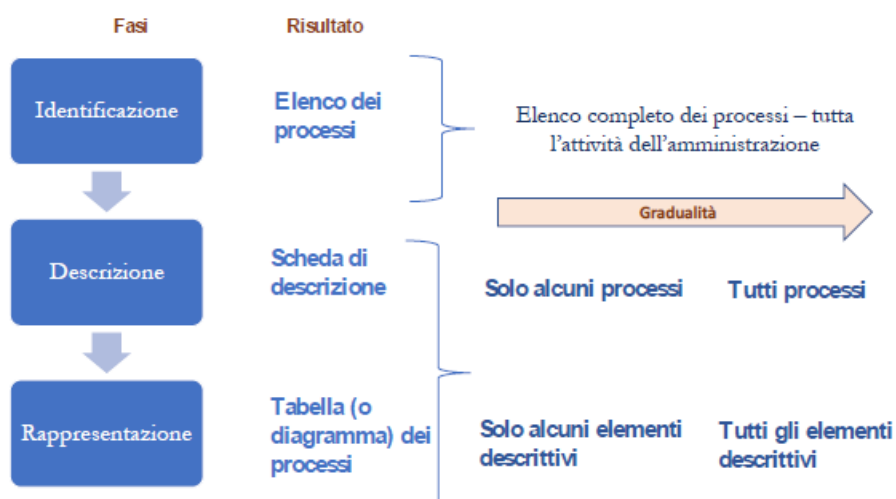 Fasi
Risultato
Identificazione
Elenco dei
processi
Elenco completo dei processi – tutta
l'attività dell'amministrazione
Gradualità
Descrizione
Scheda di
descrizione
Solo alcuni processi
Tutti processi
Rappresentazione
Tabella (o
diagramma) dei
processi
Solo alcuni elementi
descrittivi
Tutti gli elementi
descrittivi